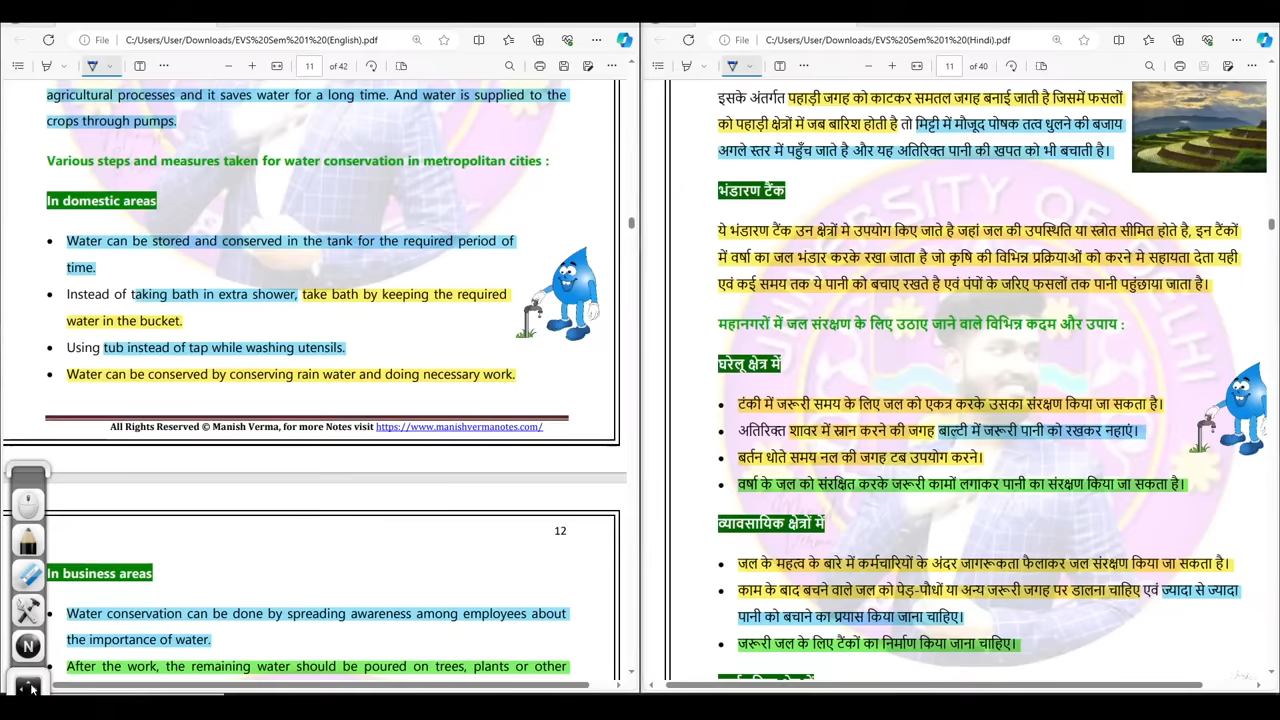 File C:/Users/User/Downloads/EVS%20Sem%201%20(English).pdf
11 of 42
agricultural processes and it saves water for a long time. And water is supplied to the
crops through pumps.
Various steps and measures taken for water conservation in metropolitan cities :
In domestic areas
• Water can be stored and conserved in the tank for the required period of
time.
• Instead of taking bath in extra shower, take bath by keeping the required
water in the bucket.
• Using tub instead of tap while washing utensils.
• Water can be conserved by conserving rain water and doing necessary work.
All Rights Reserved © Manish Verma, for more Notes visit https://www.manishvermanotes.com/
12
In business areas
• Water conservation can be done by spreading awareness among employees about
the importance of water.
• After the work, the remaining water should be poured on trees, plants or other
N
File C:/Users/User/Downloads/EVS%20Sem%201%20(Hindi).pdf
11 of 40
इसके अंतर्गत पहाड़ी जगह को काटकर समतल जगह बनाई जाती है जिसमें फसलों
को पहाड़ी क्षेत्रों में जब बारिश होती है तो मिट्टी में मौजूद पोषक तत्व धुलने की बजाय
अगले स्तर में पहुँच जाते है और यह अतिरिक्त पानी की खपत को भी बचाती है।
भंडारण टैंक
ये भंडारण टैंक उन क्षेत्रों मे उपयोग किए जाते है जहां जल की उपस्थिति या स्त्रोत सीमित होते है, इन टैंकों
में वर्षा का जल भंडार करके रखा जाता है जो कृषि की विभिन्न प्रक्रियाओं को करने मे सहायता देता यही
एवं कई समय तक ये पानी को बचाए रखते है एवं पंपों के जरिए फसलों तक पानी पहुंचाया जाता है।
महानगरों में जल संरक्षण के लिए उठाए जाने वाले विभिन्न कदम और उपाय :
घरेलू क्षेत्र में
• टंकी में जरूरी समय के लिए जल को एकत्र करके उसका संरक्षण किया जा सकता है।
• अतिरिक्त शावर में स्नान करने की जगह बाल्टी में जरूरी पानी को रखकर नहाएं।
• बर्तन धोते समय नल की जगह टब उपयोग करने।
• वर्षा के जल को संरक्षित करके जरूरी कामों लगाकर पानी का संरक्षण किया जा सकता है।
व्यावसायिक क्षेत्रों में
• जल के महत्व के बारे में कर्मचारियों के अंदर जागरूकता फैलाकर जल संरक्षण किया जा सकता है।
• काम के बाद बचने वाले जल को पेड़-पौधों या अन्य जरूरी जगह पर डालना चाहिए एवं ज्यादा से ज्यादा
पानी को बचाने का प्रयास किया जाना चाहिए।
• जरूरी जल के लिए टैंकों का निर्माण किया जाना चाहिए।